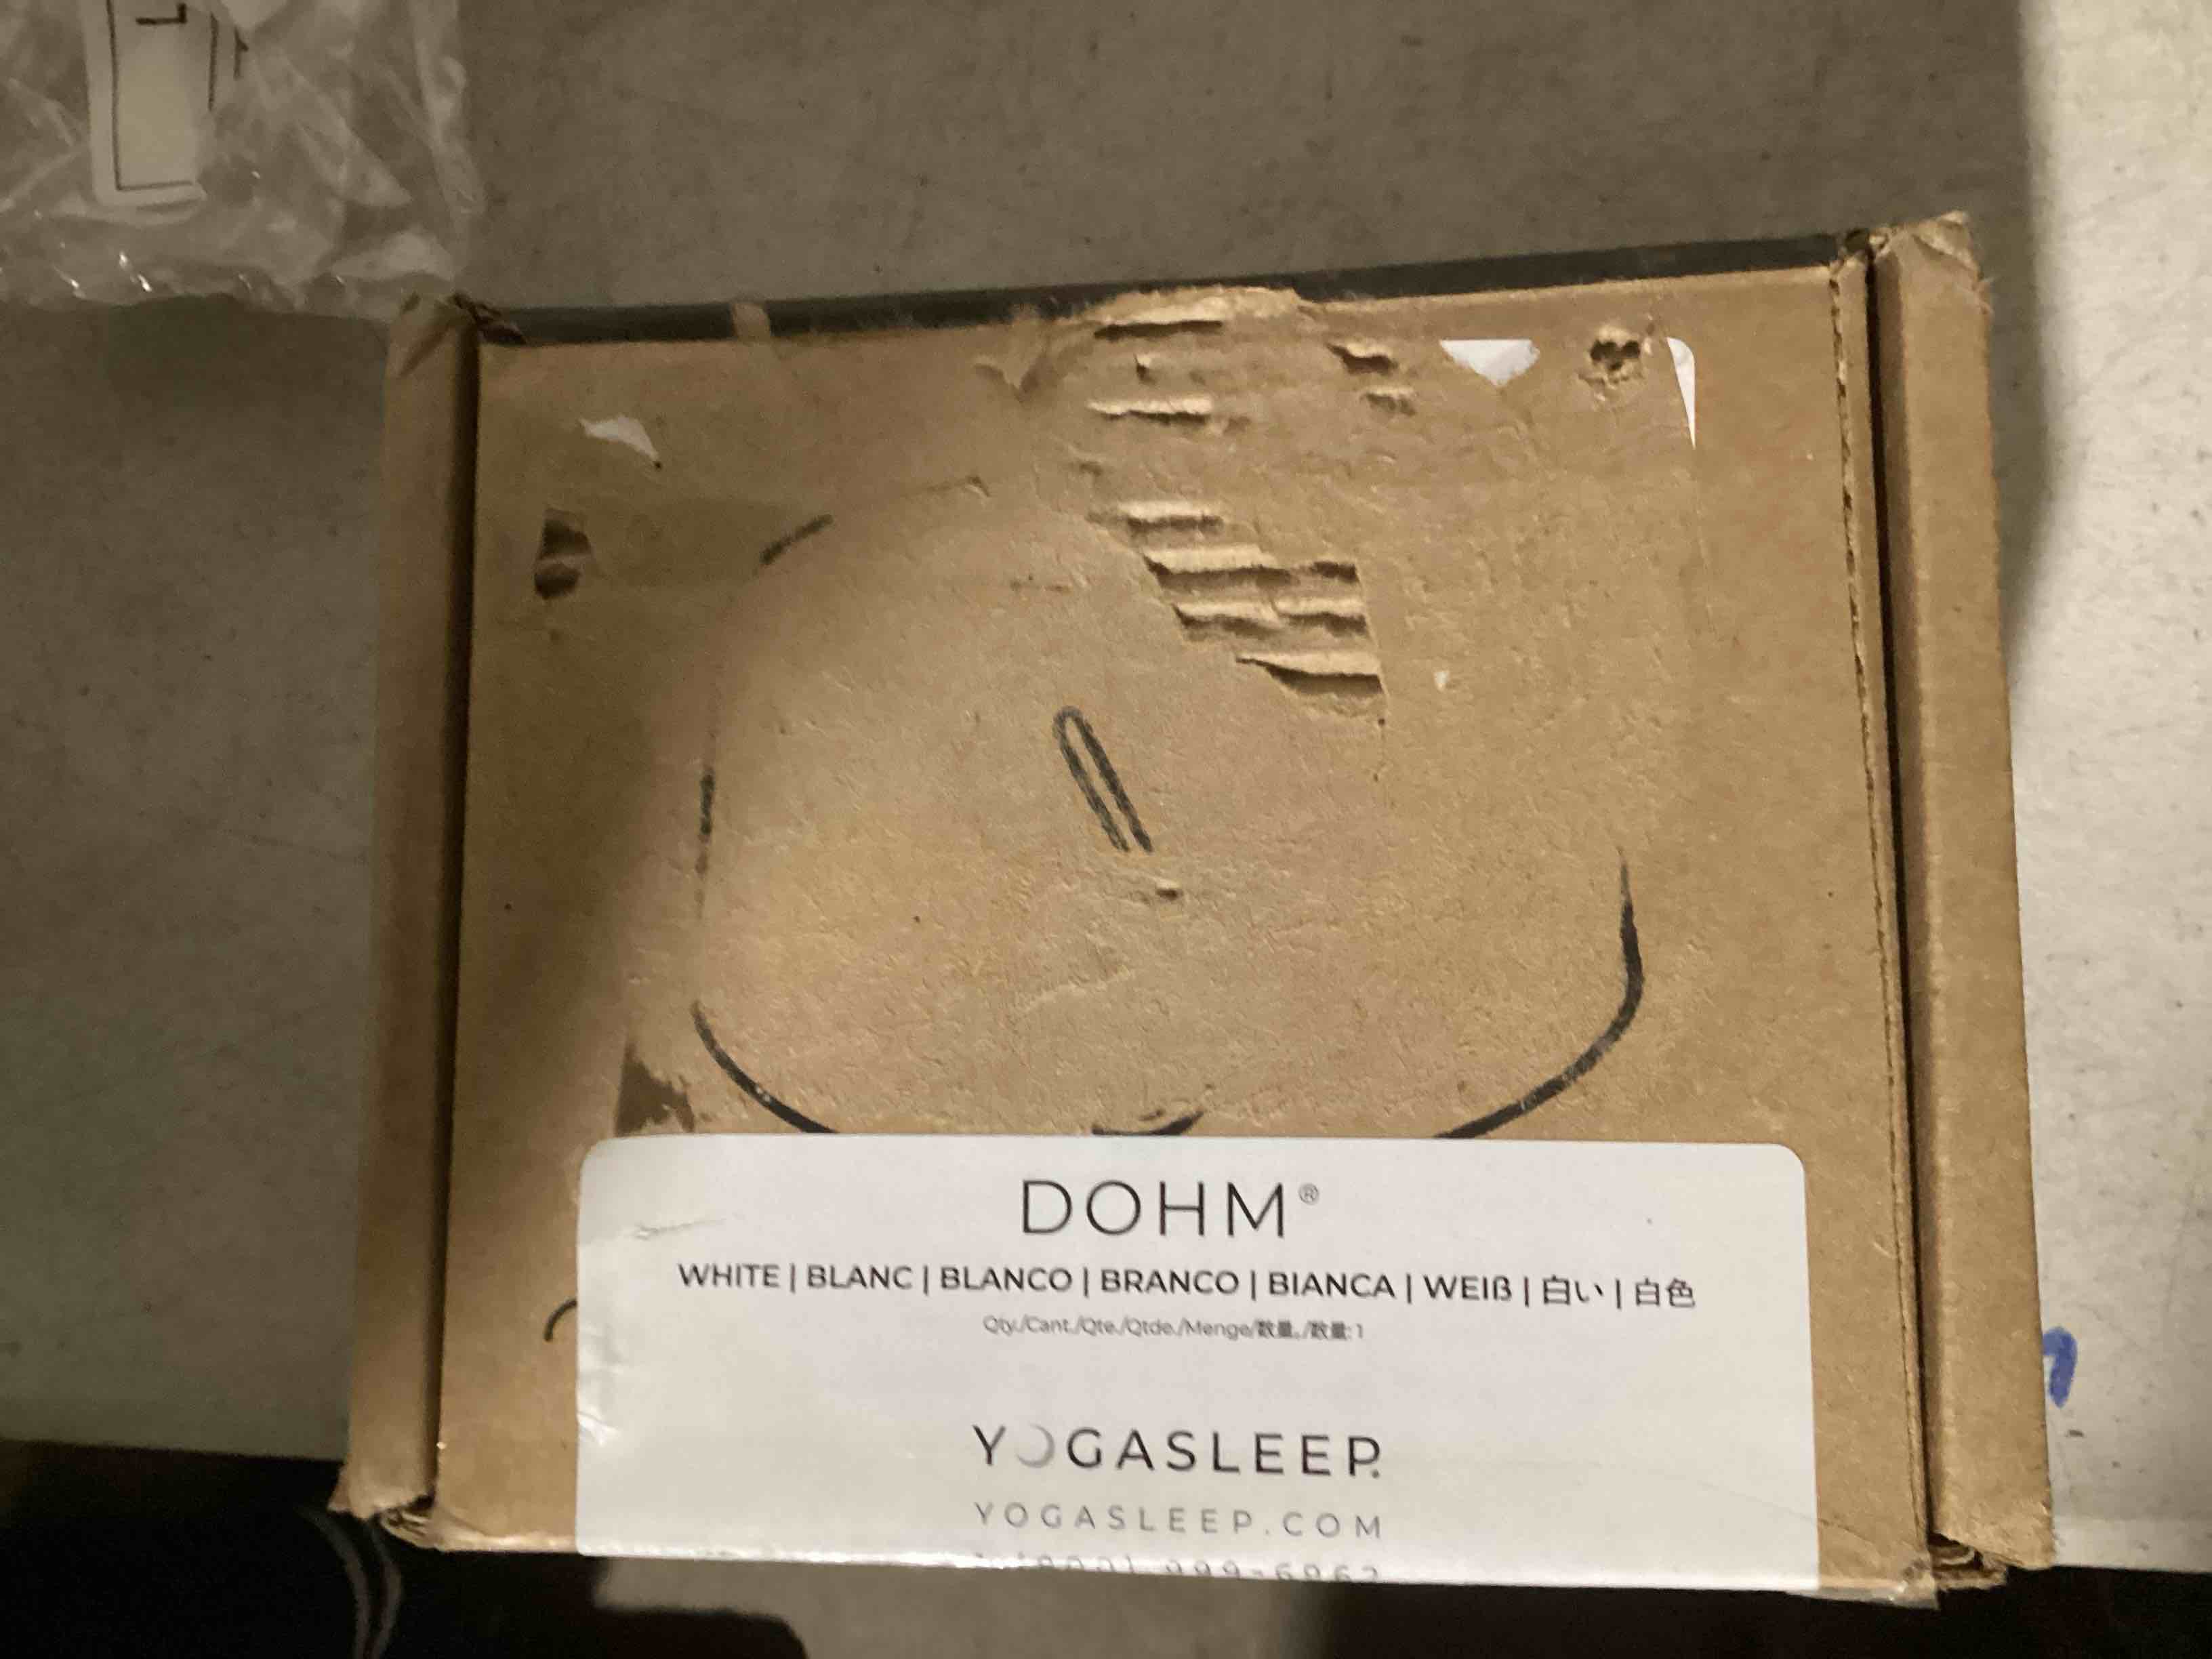 DOHM®
WHITE | BLANC | BLANCO | BRANCO | BIANCA | WEIß | 白い | 白色
Qty./Cant./Qte./Qtde./Menge/数量./数量:1
YOGASLEEP.
YOGASLEEP.COM